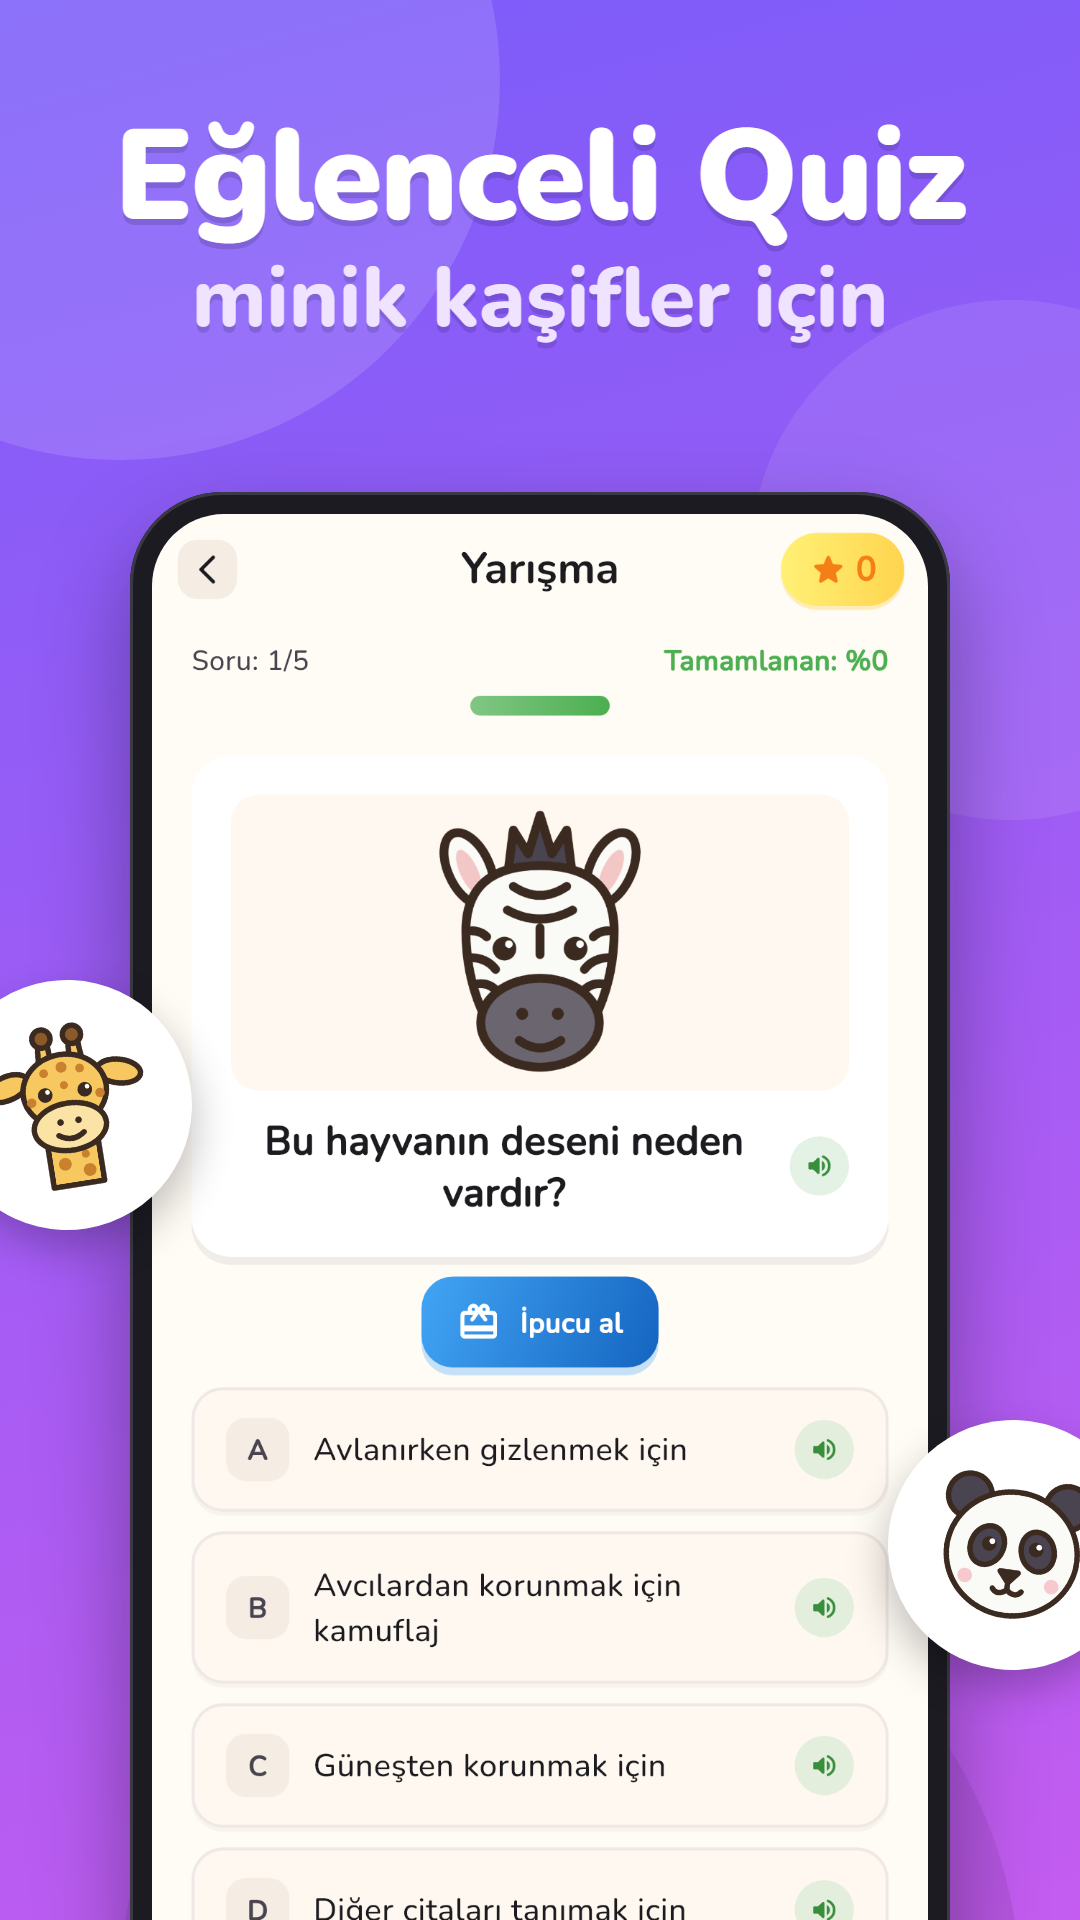 Eğlenceli Quiz
minik kaşifler için
Yarışma
0
Soru: 1/5
Tamamlanan: %0
Bu hayvanın deseni neden
vardır?
İpucu al
A
Avlanırken gizlenmek için
B
Avcılardan korunmak için
kamuflaj
C
Güneşten korunmak için
D
Diğer çitaları tanımak için